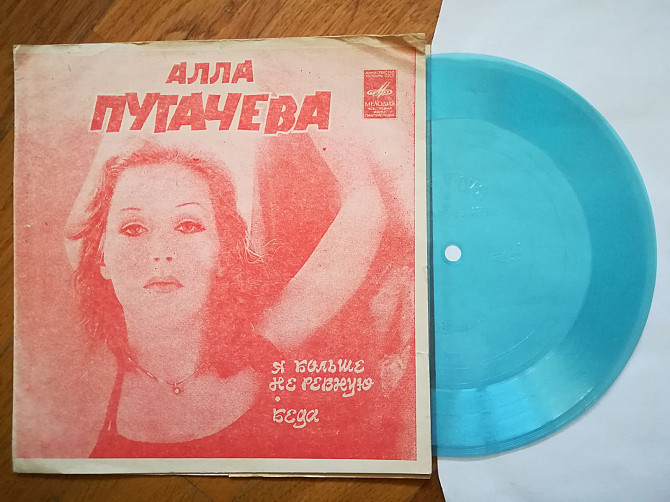 АЛЛА
ПУГАЧЕВА
МЕЛОДИЯ
Я БОЛЬШЕ
НЕ РЕВНУЮ
•
БЕДА